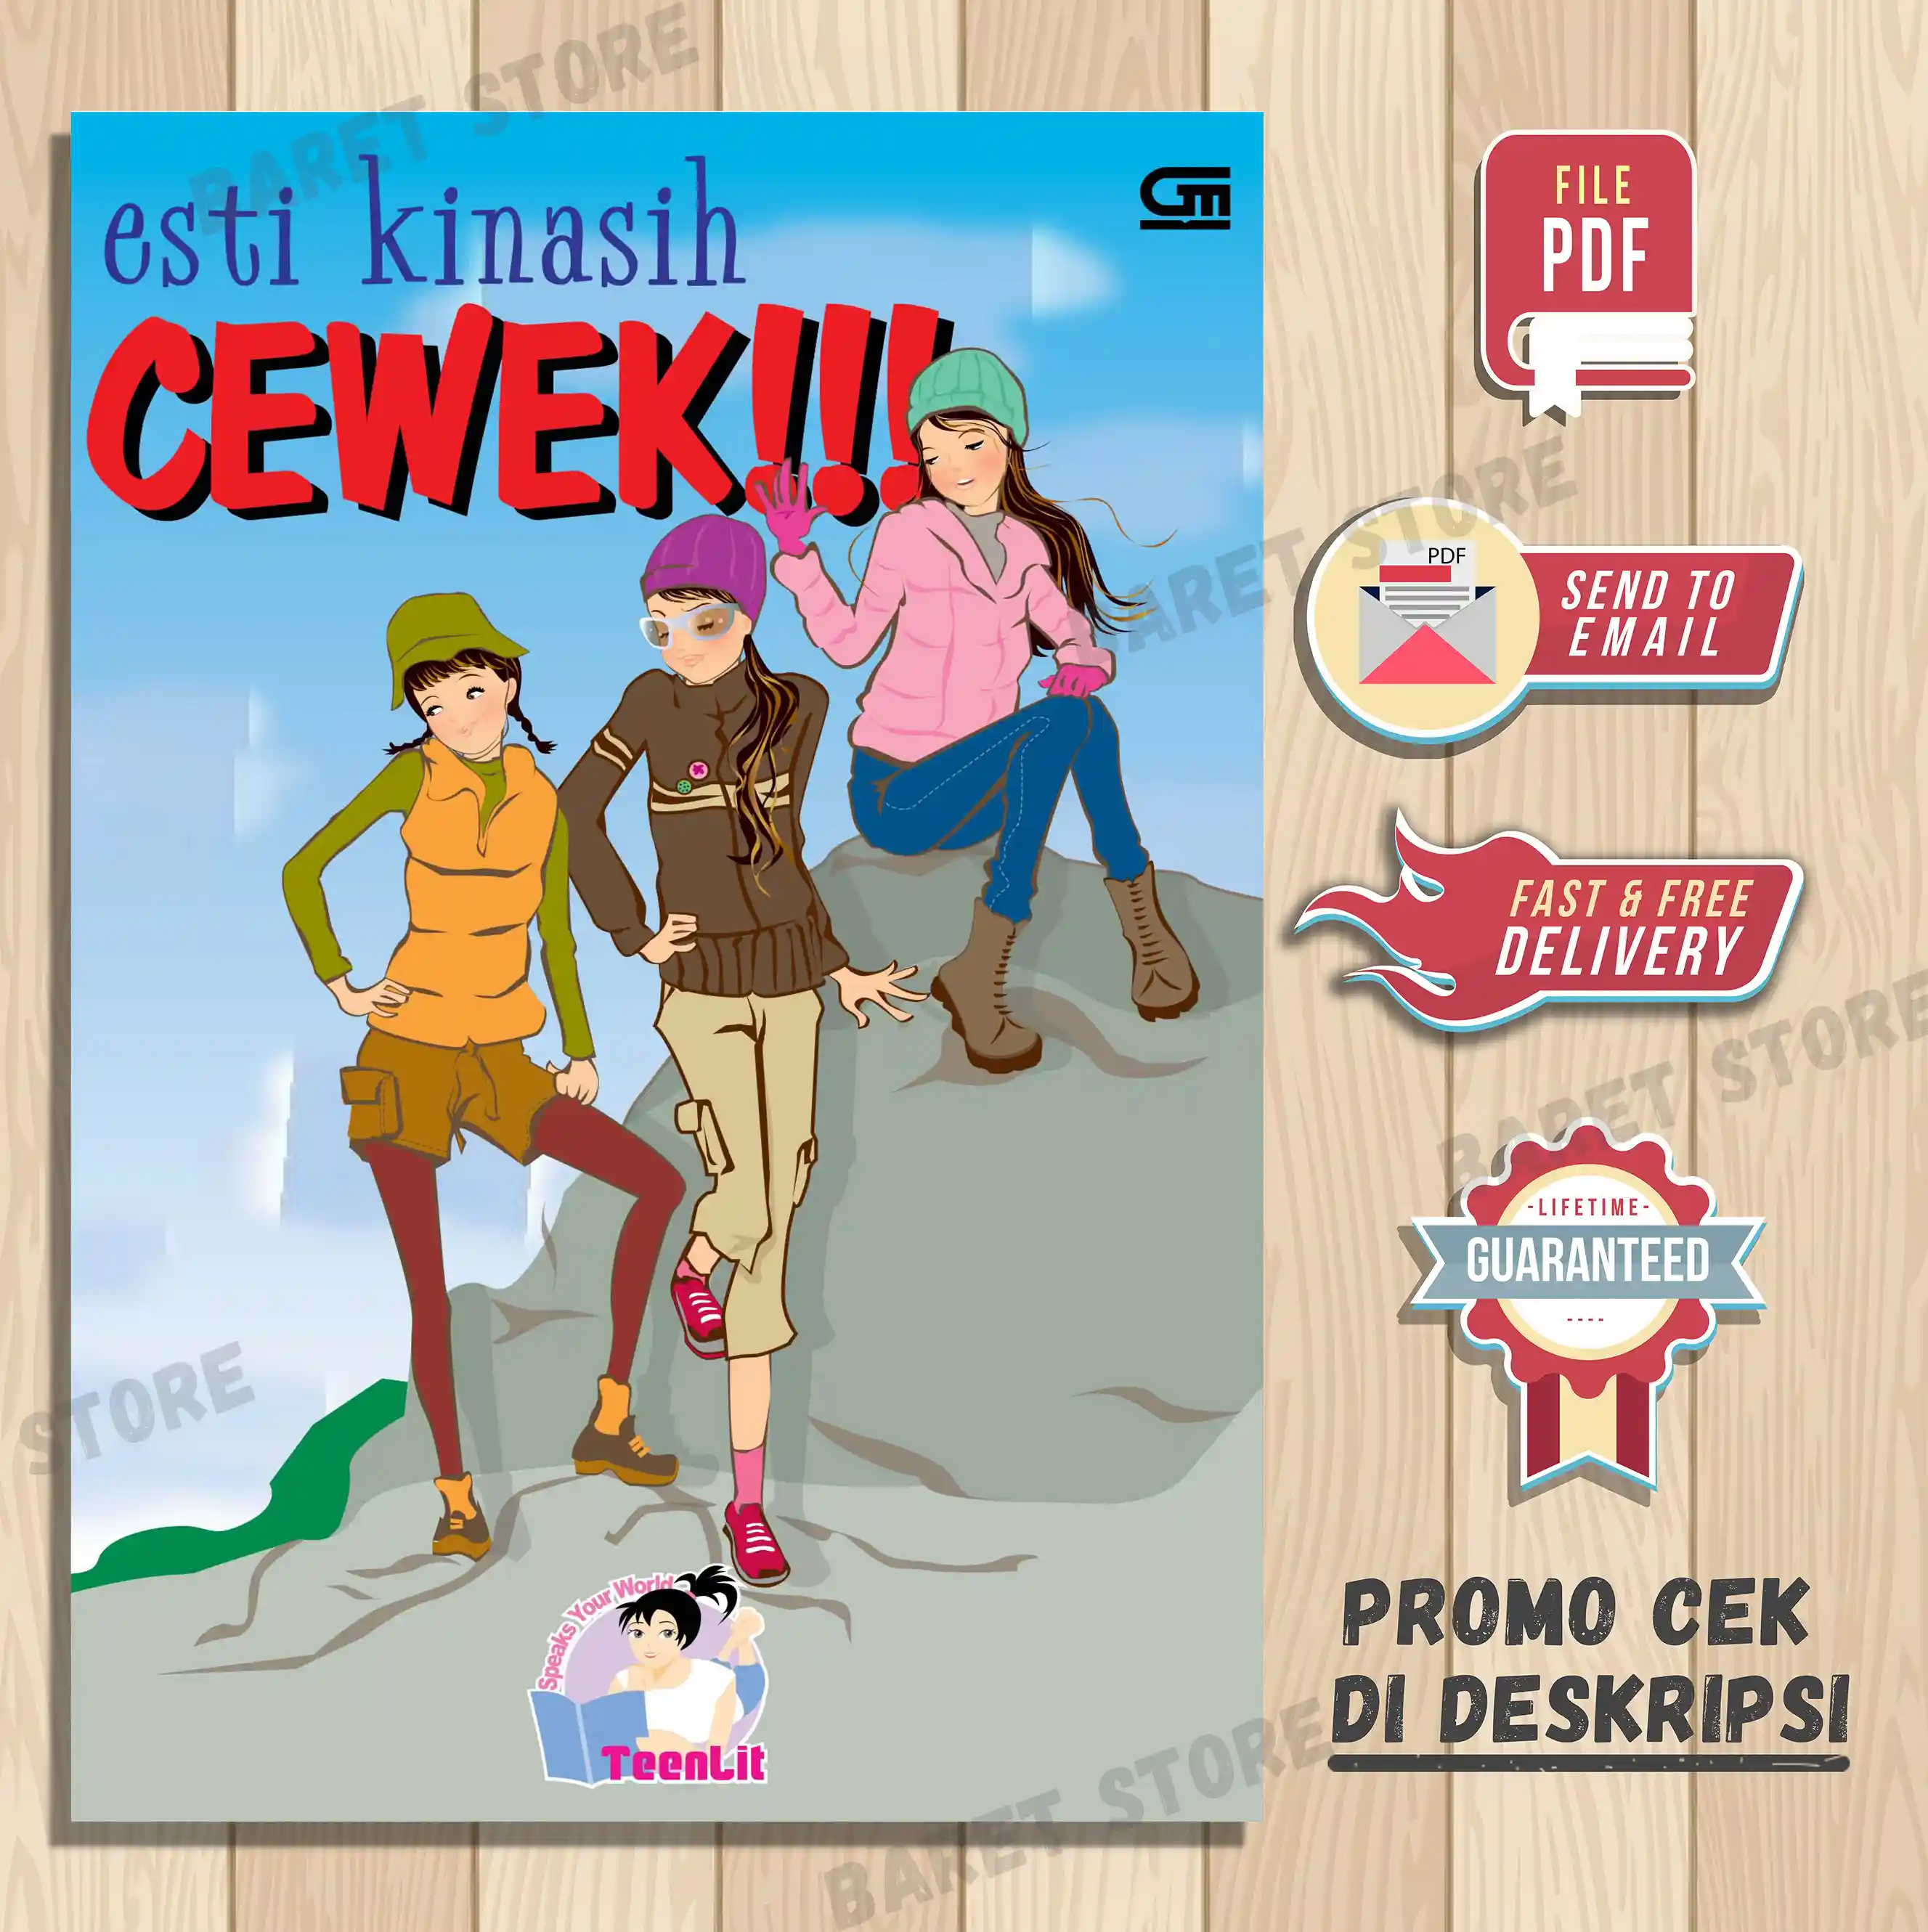 esti kinasih
CEWEK!!!
Gm
Speaks Your World
TeenLit
FILE
PDF
PDF
SEND TO
EMAIL
FAST & FREE
DELIVERY
-LIFETIME-
GUARANTEED
----
PROMO CEK
DI DESKRIPSI
BARET STORE
BARET STORE
BARET STORE
STORE
BARET STORE